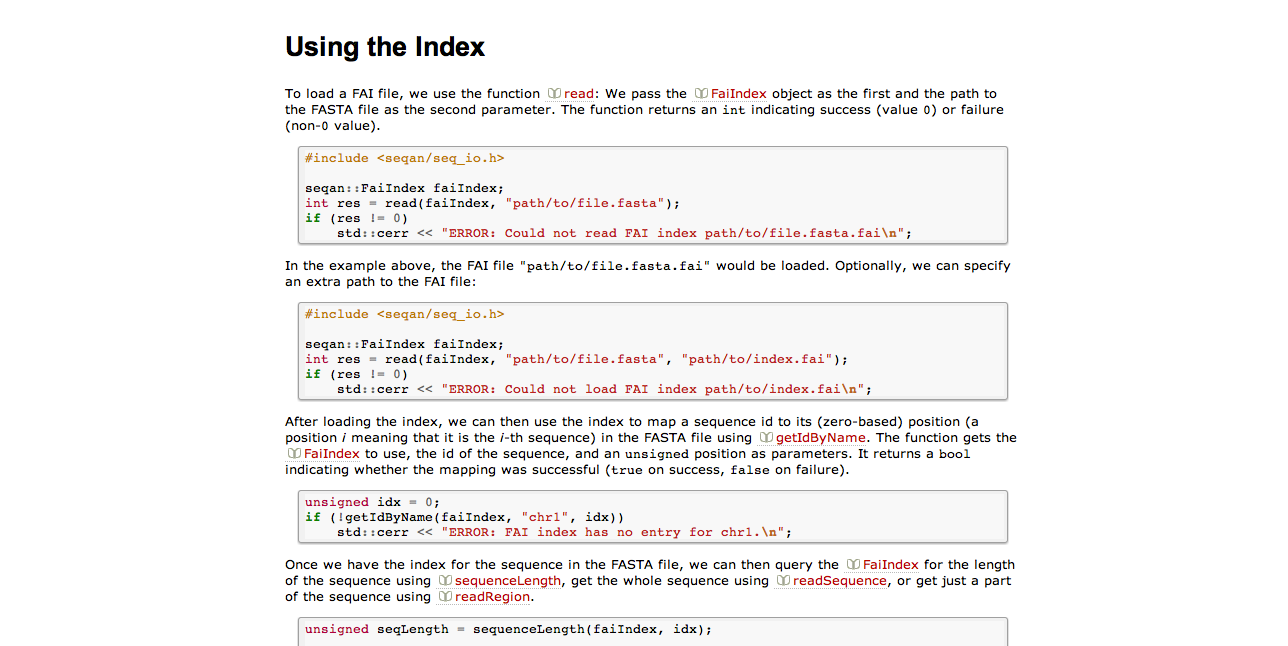 Using the Index
To load a FAI file, we use the function read: We pass the FaiIndex object as the first and the path to
the FASTA file as the second parameter. The function returns an int indicating success (value 0) or failure
(non-0 value).
#include <seqan/seq_io.h>
seqan::FaiIndex faiIndex;
int res = read(faiIndex, "path/to/file.fasta");
if (res != 0)
    std::cerr << "ERROR: Could not read FAI index path/to/file.fasta.fai\n";
In the example above, the FAI file "path/to/file.fasta.fai" would be loaded. Optionally, we can specify
an extra path to the FAI file:
#include <seqan/seq_io.h>
seqan::FaiIndex faiIndex;
int res = read(faiIndex, "path/to/file.fasta", "path/to/index.fai");
if (res != 0)
    std::cerr << "ERROR: Could not load FAI index path/to/index.fai\n";
After loading the index, we can then use the index to map a sequence id to its (zero-based) position (a
position i meaning that it is the i-th sequence) in the FASTA file using getIdByName. The function gets the
FaiIndex to use, the id of the sequence, and an unsigned position as parameters. It returns a bool
indicating whether the mapping was successful (true on success, false on failure).
unsigned idx = 0;
if (!getIdByName(faiIndex, "chr1", idx))
    std::cerr << "ERROR: FAI index has no entry for chr1.\n";
Once we have the index for the sequence in the FASTA file, we can then query the FaiIndex for the length
of the sequence using sequenceLength, get the whole sequence using readSequence, or get just a part
of the sequence using readRegion.
unsigned seqLength = sequenceLength(faiIndex, idx);